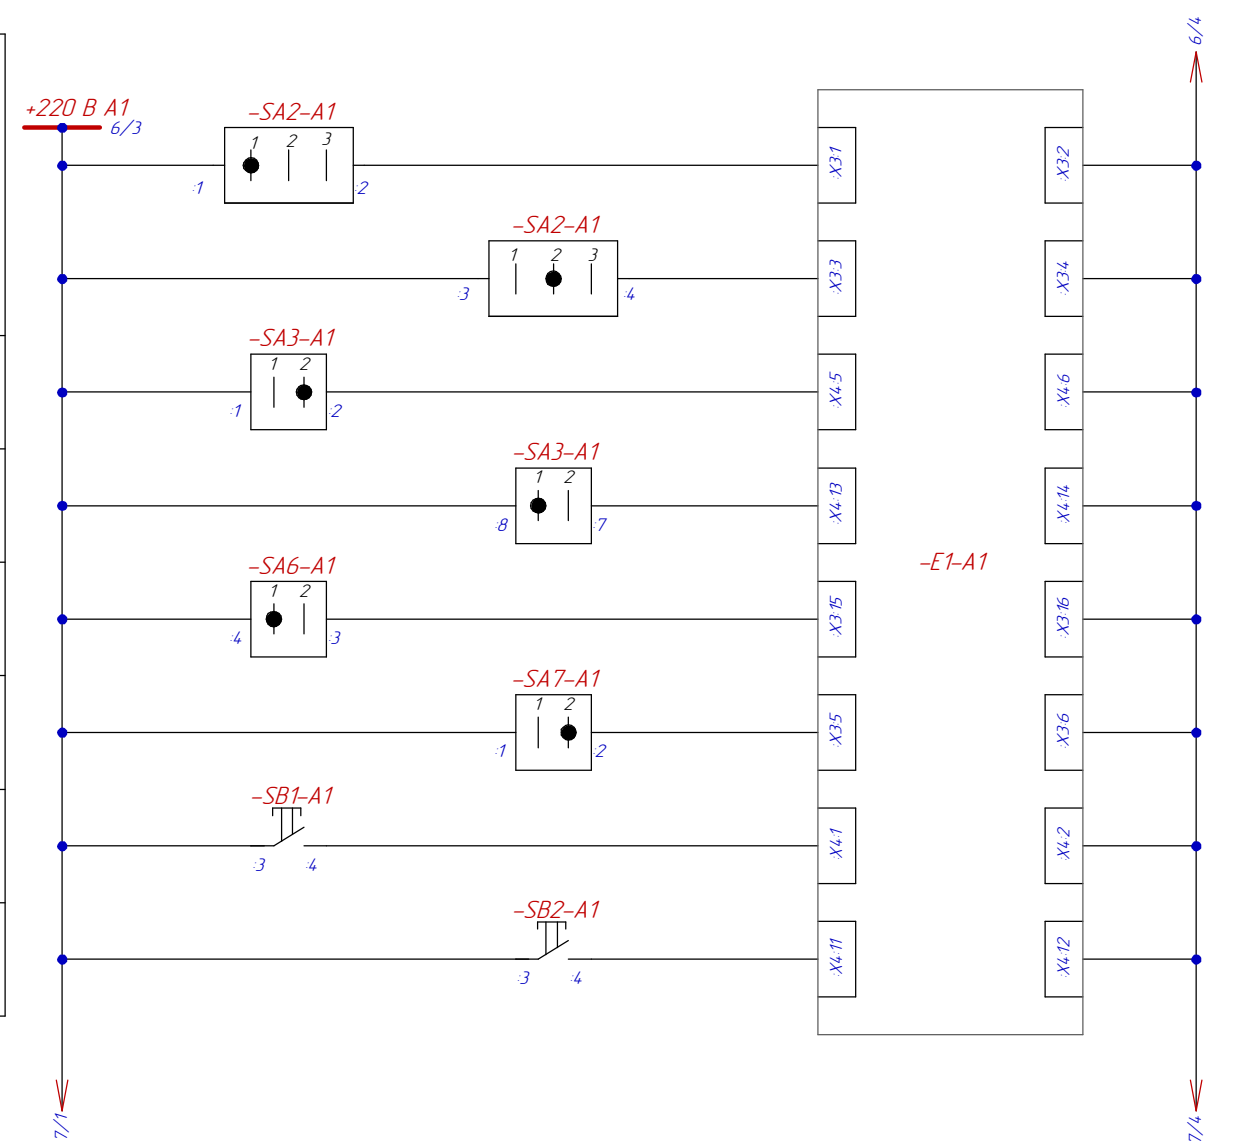 6/4
+220 В А1
6/3
-SA2-A1
1 2 3
:1 :2
:X3:1 :X3:2
-SA2-A1
1 2 3
:3 :4
:X3:3 :X3:4
-SA3-A1
1 2
:1 :2
:X4:5 :X4:6
-SA3-A1
1 2
:8 :7
:X4:13 :X4:14
-E1-A1
-SA6-A1
1 2
:4 :3
:X3:15 :X3:16
-SA7-A1
1 2
:1 :2
:X3:5 :X3:6
-SB1-A1
:3 :4
:X4:1 :X4:2
-SB2-A1
:3 :4
:X4:11 :X4:12
7/1
7/4